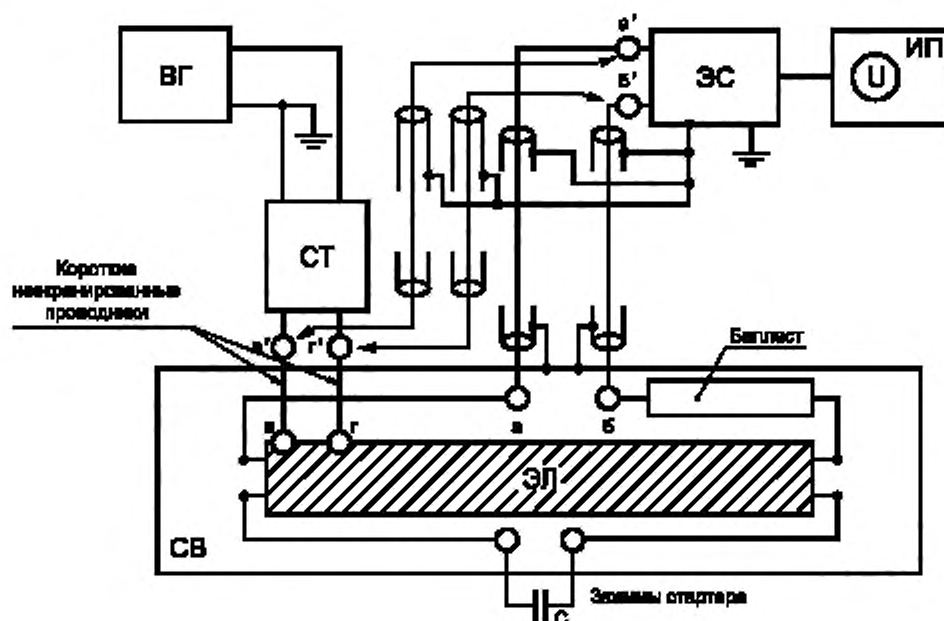 ВГ
а'
б'
ЭС
ИП
U
СТ
Короткие
неэкранированные
проводники
в'
г'
Балласт
в
г
а
б
ЭЛ
СВ
Зажимы стартера
C